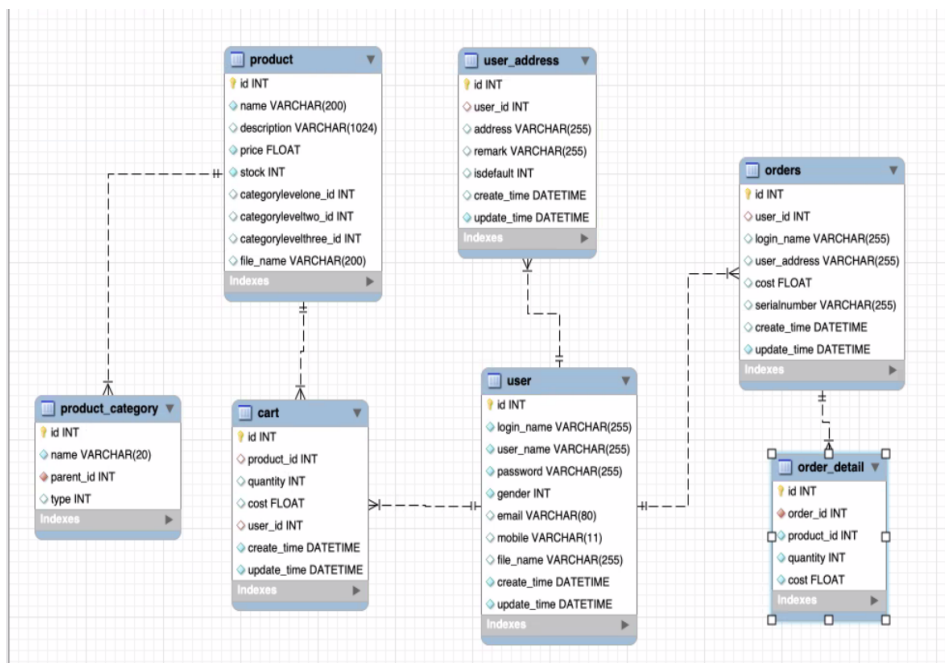 product
id INT
name VARCHAR(200)
description VARCHAR(1024)
price FLOAT
stock INT
categorylevelone_id INT
categoryleveltwo_id INT
categorylevelthree_id INT
file_name VARCHAR(200)
Indexes
user_address
id INT
user_id INT
address VARCHAR(255)
remark VARCHAR(255)
isdefault INT
create_time DATETIME
update_time DATETIME
Indexes
orders
id INT
user_id INT
login_name VARCHAR(255)
user_address VARCHAR(255)
cost FLOAT
serialnumber VARCHAR(255)
create_time DATETIME
update_time DATETIME
Indexes
product_category
id INT
name VARCHAR(20)
parent_id INT
type INT
Indexes
cart
id INT
product_id INT
quantity INT
cost FLOAT
user_id INT
create_time DATETIME
update_time DATETIME
Indexes
user
id INT
login_name VARCHAR(255)
user_name VARCHAR(255)
password VARCHAR(255)
gender INT
email VARCHAR(80)
mobile VARCHAR(11)
file_name VARCHAR(255)
create_time DATETIME
update_time DATETIME
Indexes
order_detail
id INT
order_id INT
product_id INT
quantity INT
cost FLOAT
Indexes